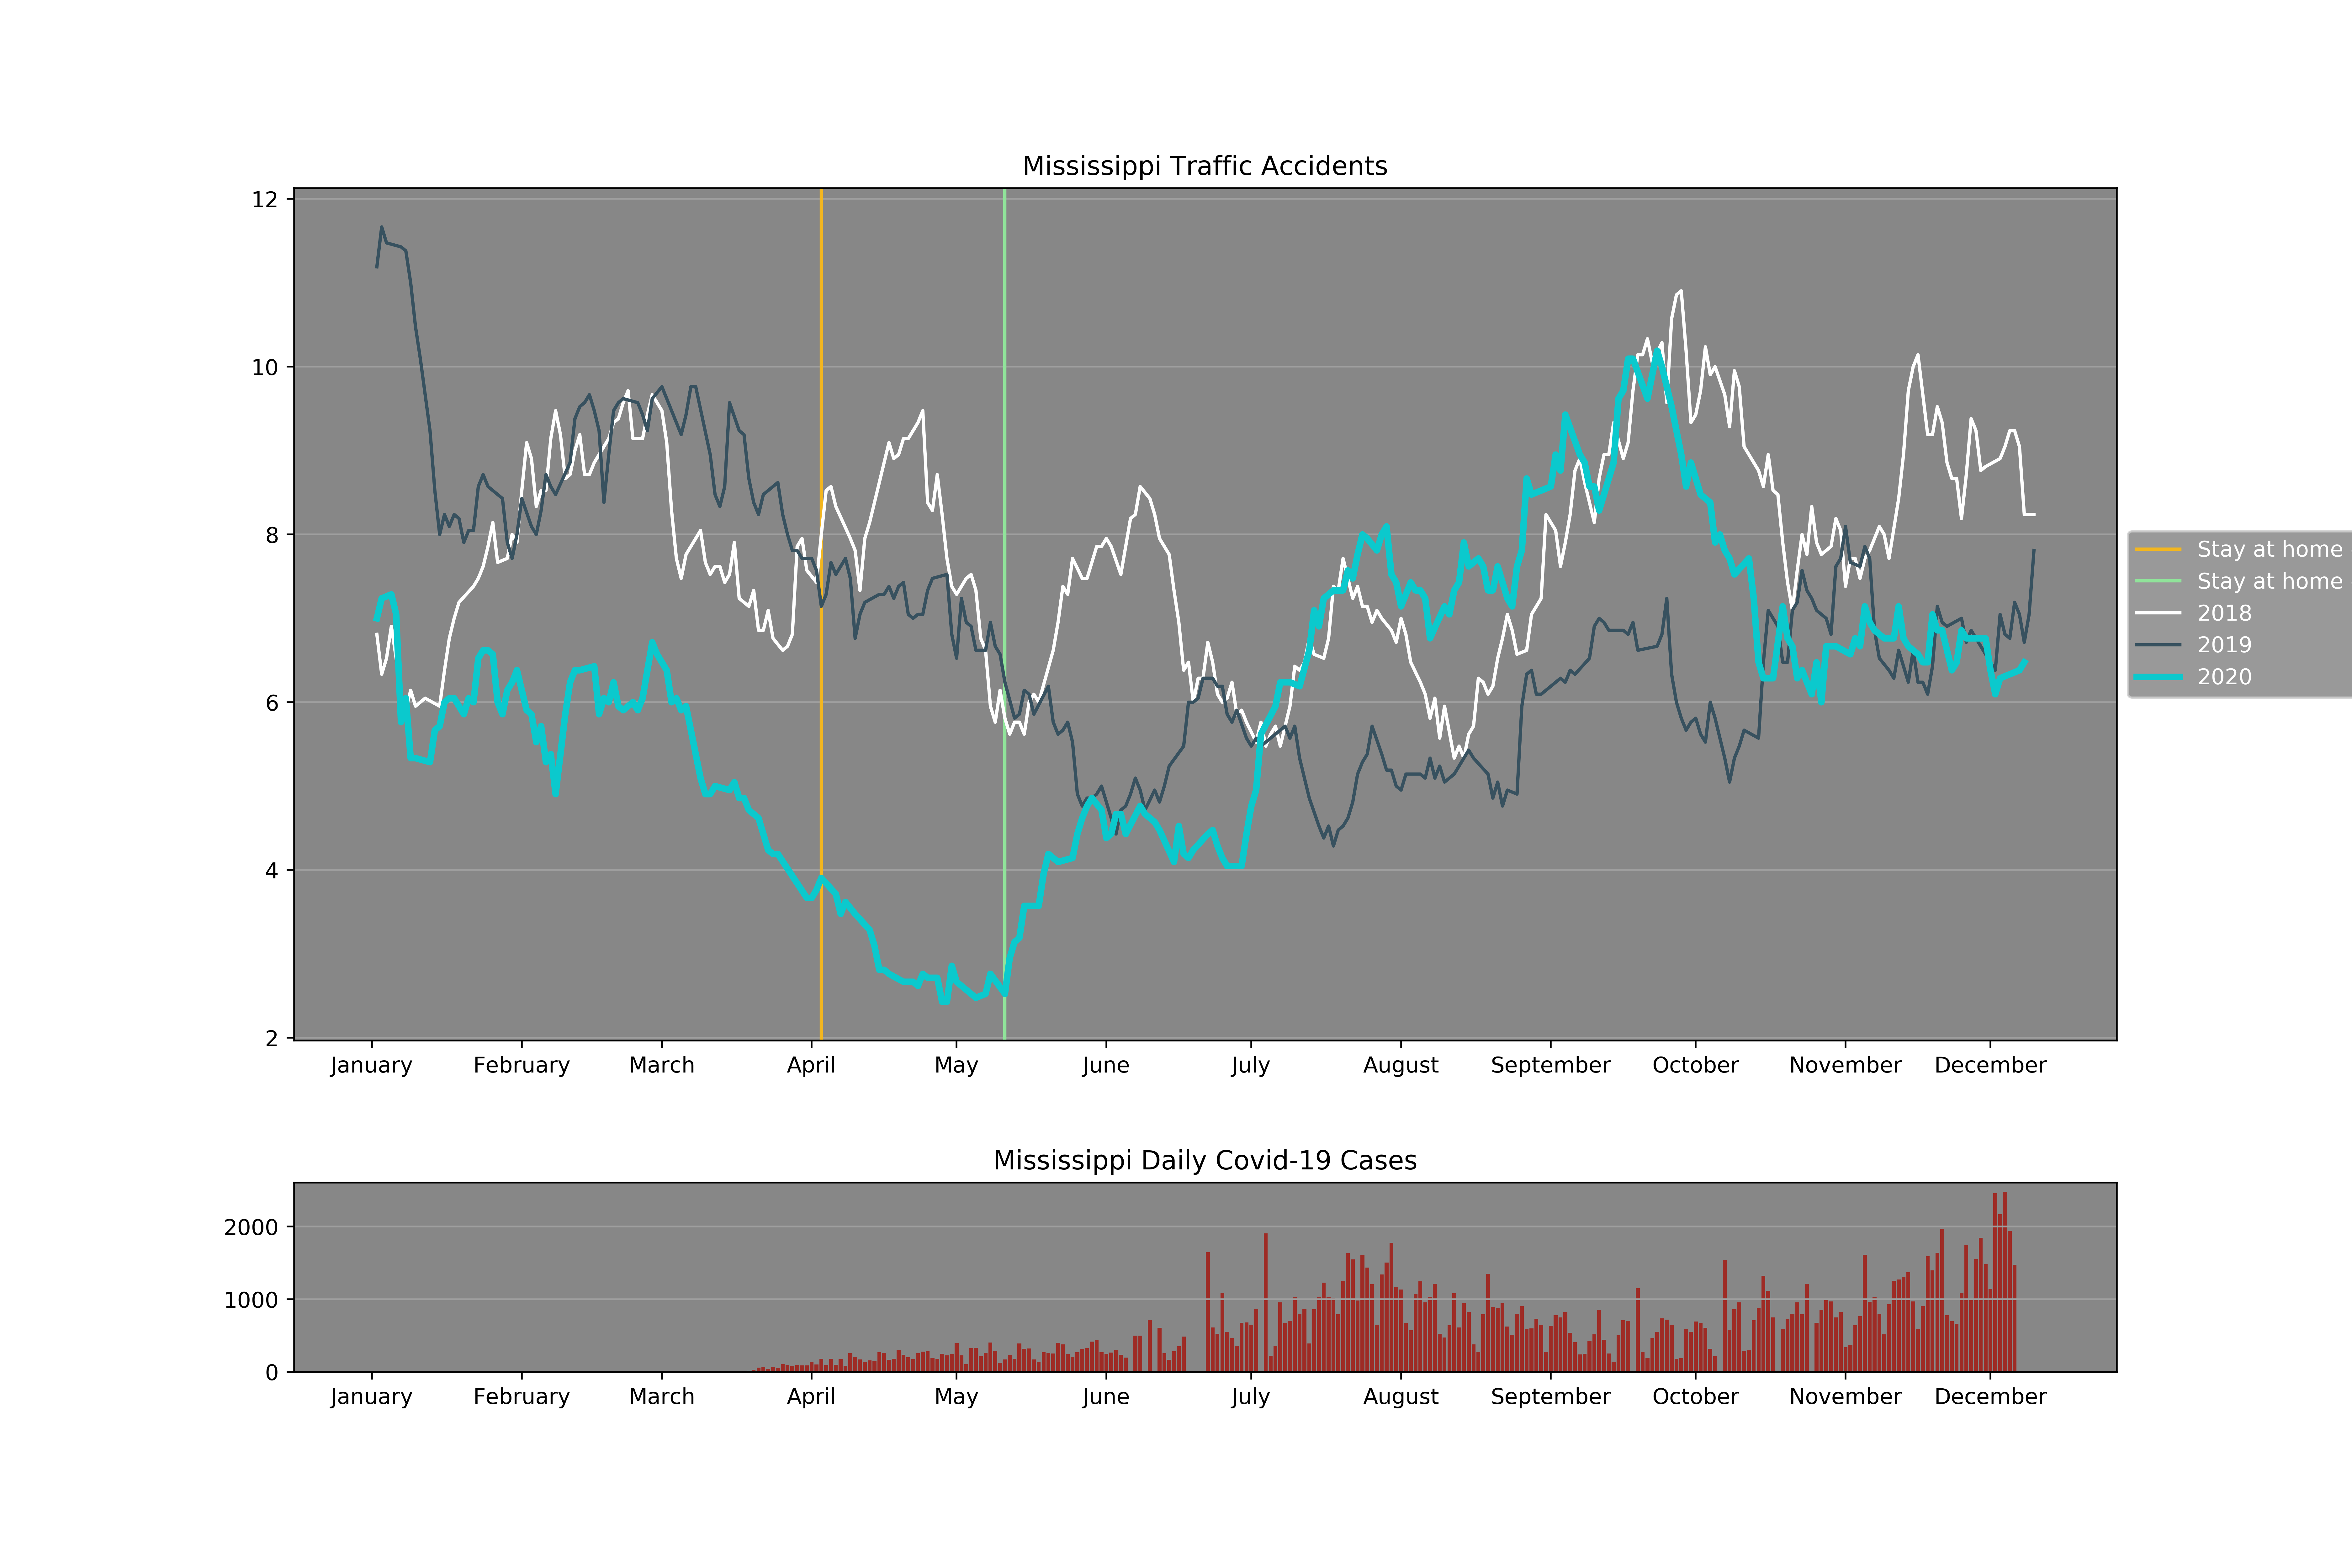 Mississippi Traffic Accidents
12
10
8
6
4
2
January February March April May June July August September October November December
Stay at home
Stay at home
2018
2019
2020
Mississippi Daily Covid-19 Cases
2000
1000
0
January February March April May June July August September October November December